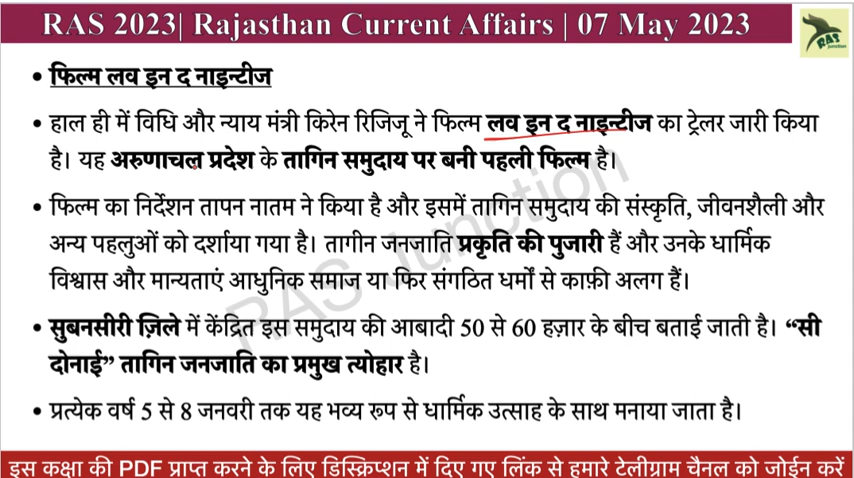 RAS 2023| Rajasthan Current Affairs | 07 May 2023
RAS
junction
• फिल्म लव इन द नाइन्टीज
• हाल ही में विधि और न्याय मंत्री किरेन रिजिजू ने फिल्म लव इन द नाइन्टीज का ट्रेलर जारी किया
है। यह अरुणाचल प्रदेश के तागिन समुदाय पर बनी पहली फिल्म है।
• फिल्म का निर्देशन तापन नातम ने किया है और इसमें तागिन समुदाय की संस्कृति, जीवनशैली और
अन्य पहलुओं को दर्शाया गया है। तागीन जनजाति प्रकृति की पुजारी हैं और उनके धार्मिक
विश्वास और मान्यताएं आधुनिक समाज या फिर संगठित धर्मों से काफ़ी अलग हैं।
• सुबनसीरी ज़िले में केंद्रित इस समुदाय की आबादी 50 से 60 हज़ार के बीच बताई जाती है। “सी
दोनाई” तागिन जनजाति का प्रमुख त्योहार है।
• प्रत्येक वर्ष 5 से 8 जनवरी तक यह भव्य रूप से धार्मिक उत्साह के साथ मनाया जाता है।
RAS Junction
इस कक्षा की PDF प्राप्त करने के लिए डिस्क्रिप्शन में दिए गए लिंक से हमारे टेलीग्राम चैनल को जोईन करें